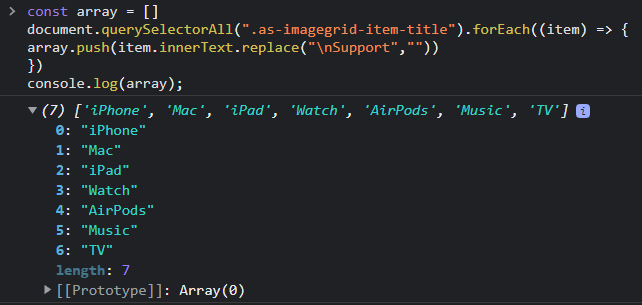 > const array = []
document.querySelectorAll(".as-imagegrid-item-title").forEach((item) => {
array.push(item.innerText.replace("\nSupport",""))
})
console.log(array);
▼ (7) ['iPhone', 'Mac', 'iPad', 'Watch', 'AirPods', 'Music', 'TV'] i
0: "iPhone"
1: "Mac"
2: "iPad"
3: "Watch"
4: "AirPods"
5: "Music"
6: "TV"
length: 7
▶ [[Prototype]]: Array(0)